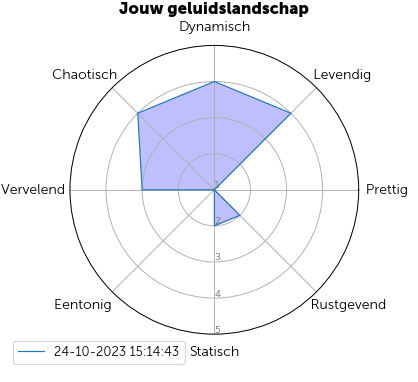 Jouw geluidslandschap
Dynamisch
Chaotisch
Levendig
Vervelend
1
Prettig
2
3
4
Eentonig
Rustgevend
5
24-10-2023 15:14:43
Statisch